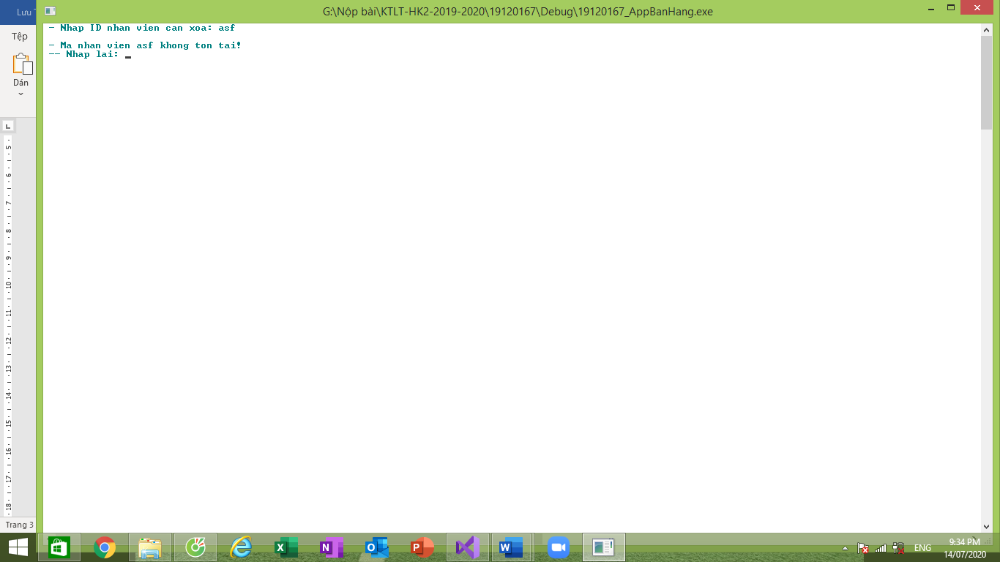 Lưu
G:\Nộp bài\KTLT-HK2-2019-2020\19120167\Debug\19120167_AppBanHang.exe
Tệp
Dán
- Nhap ID nhan vien can xoa: asf
- Ma nhan vien asf khong ton tai!
-- Nhap lai: _
5
6
7
8
9
10
11
12
13
14
15
16
17
18
Trang 3
ENG
9:34 PM
14/07/2020